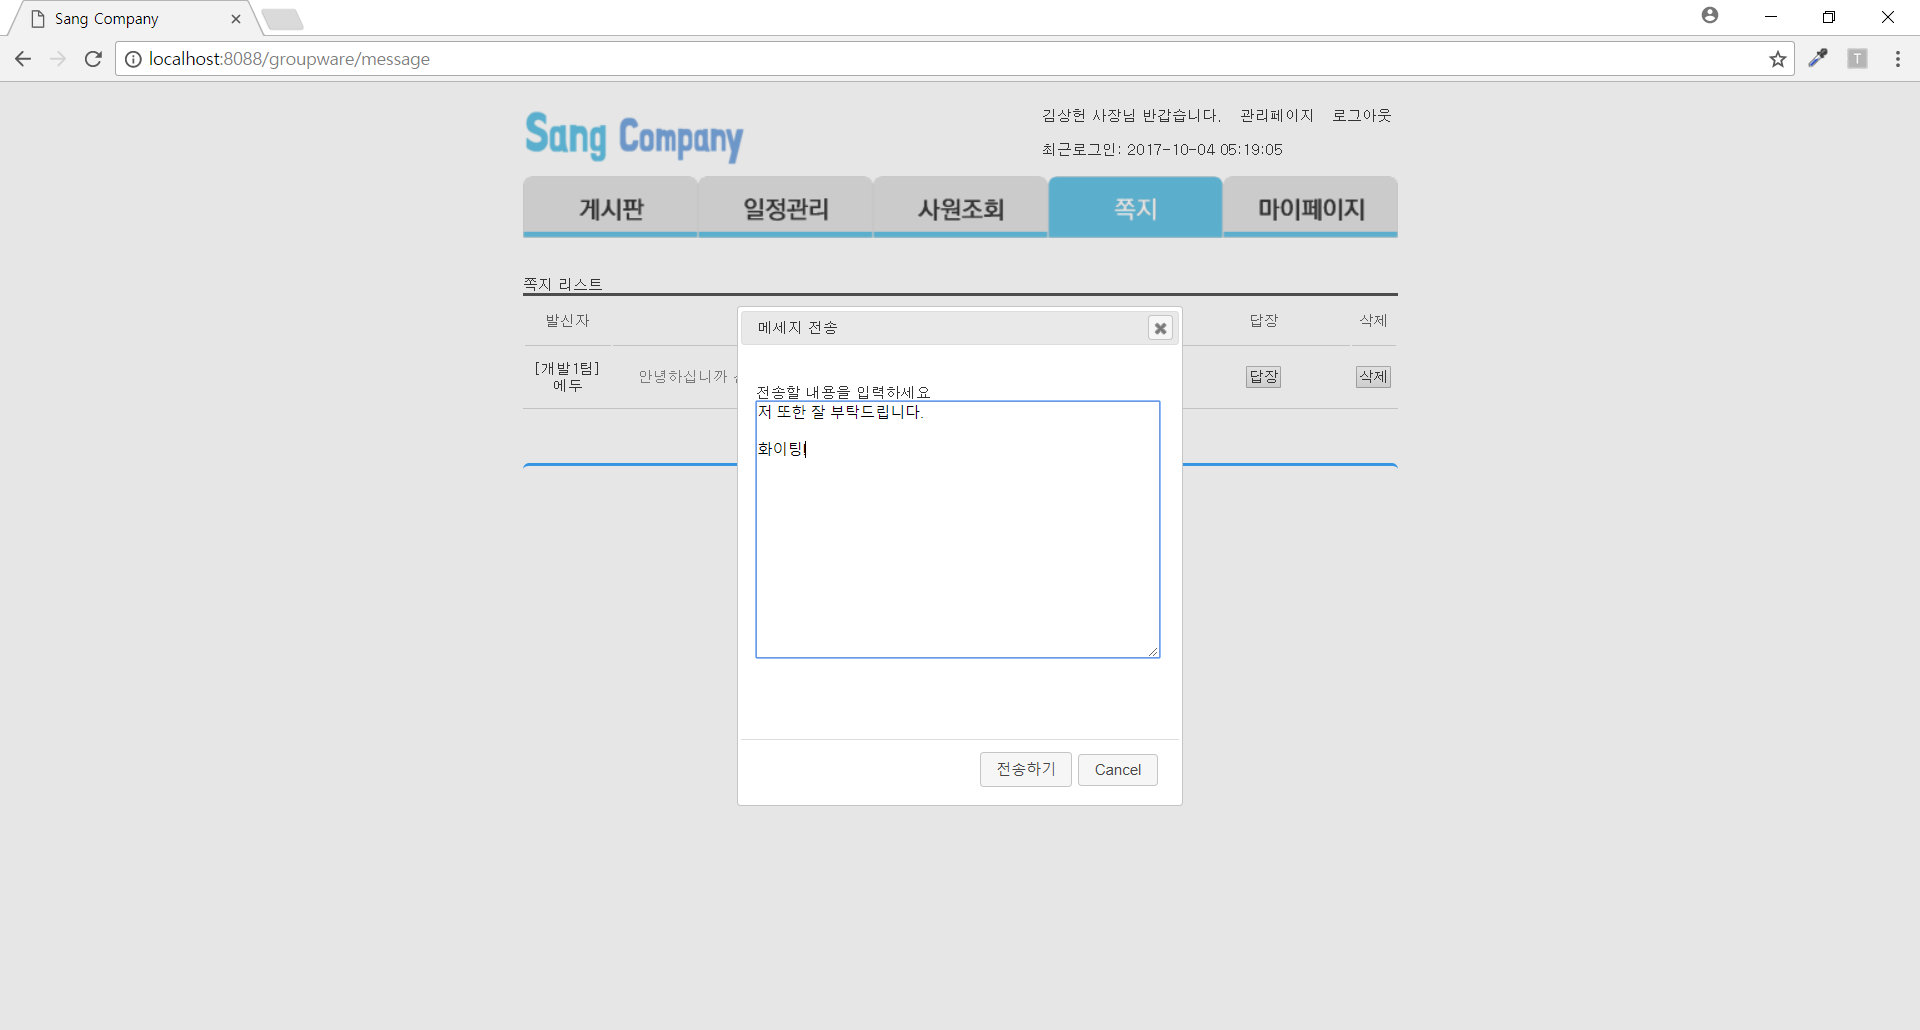 Sang Company
localhost:8088/groupware/message
T
Sang Company
김상헌 사장님 반갑습니다. 관리페이지 로그아웃
최근로그인: 2017-10-04 05:19:05
게시판 일정관리 사원조회 쪽지 마이페이지
쪽지 리스트
발신자 답장 삭제
[개발1팀]
에두
안녕하십니까
답장 삭제
메세지 전송
전송할 내용을 입력하세요
저 또한 잘 부탁드립니다.
화이팅!
전송하기 Cancel